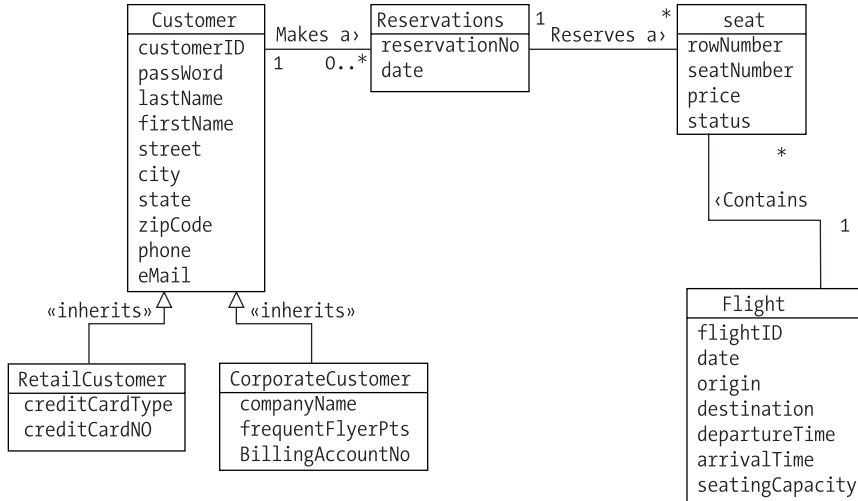 Customer
customerID
passWord
lastName
firstName
street
city
state
zipCode
phone
eMail
Makes a›
1
0..*
Reservations
reservationNo
date
1
*
Reserves a›
seat
rowNumber
seatNumber
price
status
*
‹Contains
1
Flight
flightID
date
origin
destination
departureTime
arrivalTime
seatingCapacity
«inherits»
«inherits»
RetailCustomer
creditCardType
creditCardNO
CorporateCustomer
companyName
frequentFlyerPts
BillingAccountNo